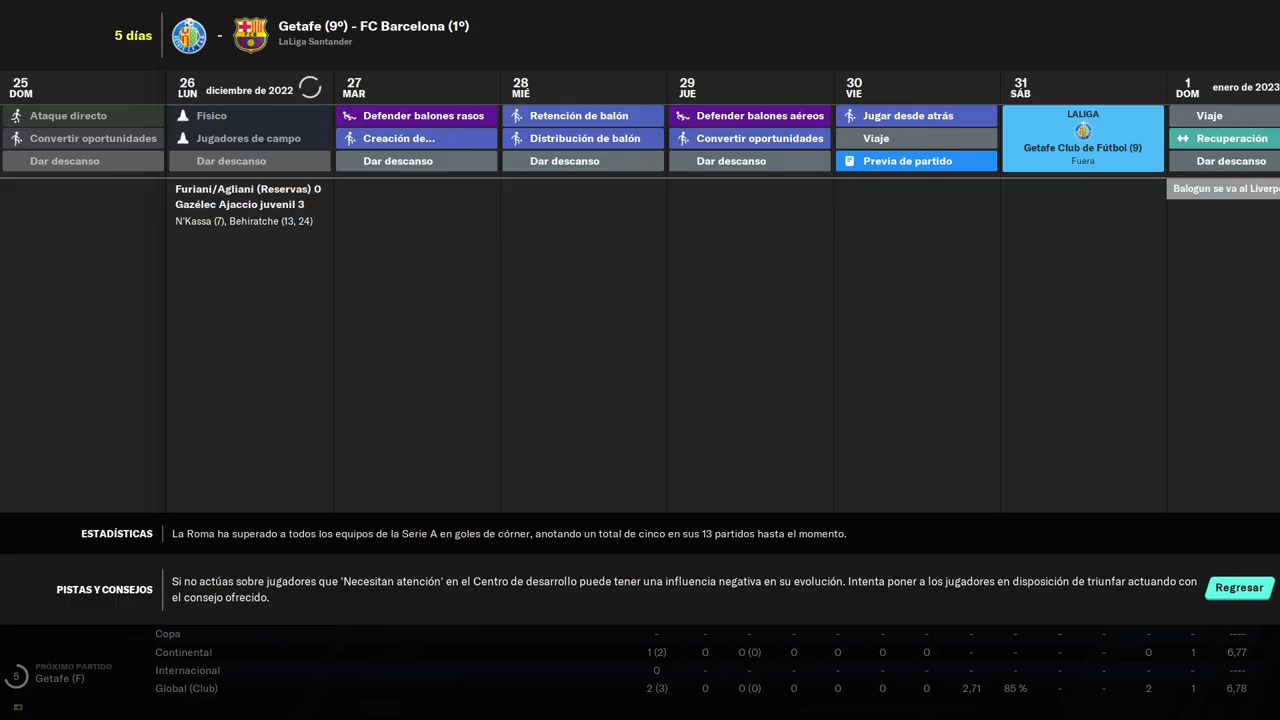 5 días
Getafe (9º) - FC Barcelona (1º)
LaLiga Santander
25
DOM
26
LUN
diciembre de 2022
27
MAR
28
MIÉ
29
JUE
30
VIE
31
SÁB
1
DOM
enero de 2023
Ataque directo
Convertir oportunidades
Dar descanso
Físico
Jugadores de campo
Dar descanso
Defender balones rasos
Creación de...
Dar descanso
Retención de balón
Distribución de balón
Dar descanso
Defender balones aéreos
Convertir oportunidades
Dar descanso
Jugar desde atrás
Viaje
Previa de partido
LALIGA
Getafe Club de Fútbol (9)
Fuera
Viaje
Recuperación
Dar descanso
Furiani/Agliani (Reservas) 0
Gazélec Ajaccio juvenil 3
N'Kassa (7), Behiratche (13, 24)
Balogun se va al Liverpo
ESTADÍSTICAS
La Roma ha superado a todos los equipos de la Serie A en goles de córner, anotando un total de cinco en sus 13 partidos hasta el momento.
PISTAS Y CONSEJOS
Si no actúas sobre jugadores que 'Necesitan atención' en el Centro de desarrollo puede tener una influencia negativa en su evolución. Intenta poner a los jugadores en disposición de triunfar actuando con
el consejo ofrecido.
Regresar
Copa - - - - - - - - - - - - - ----
Continental 1 (2) 0 0 (0) 0 0 0 0 - - - - 0 1 6,77
Internacional 0 - - - - - - - - - - - - ----
Global (Club) 2 (3) 0 0 (0) 0 0 0 0 2,71 85 % - - 2 1 6,78
5
PRÓXIMO PARTIDO
Getafe (F)